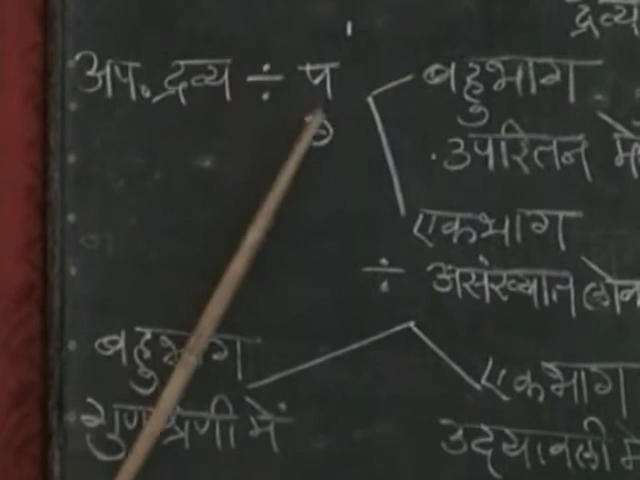 द्रव्य
अप. द्रव्य ÷ प
बहुभाग
उपरितन में
एकभाग
÷ असंख्यात लोक
बहुभाग
गुणश्रेणी में
एकभाग
उदयावली में